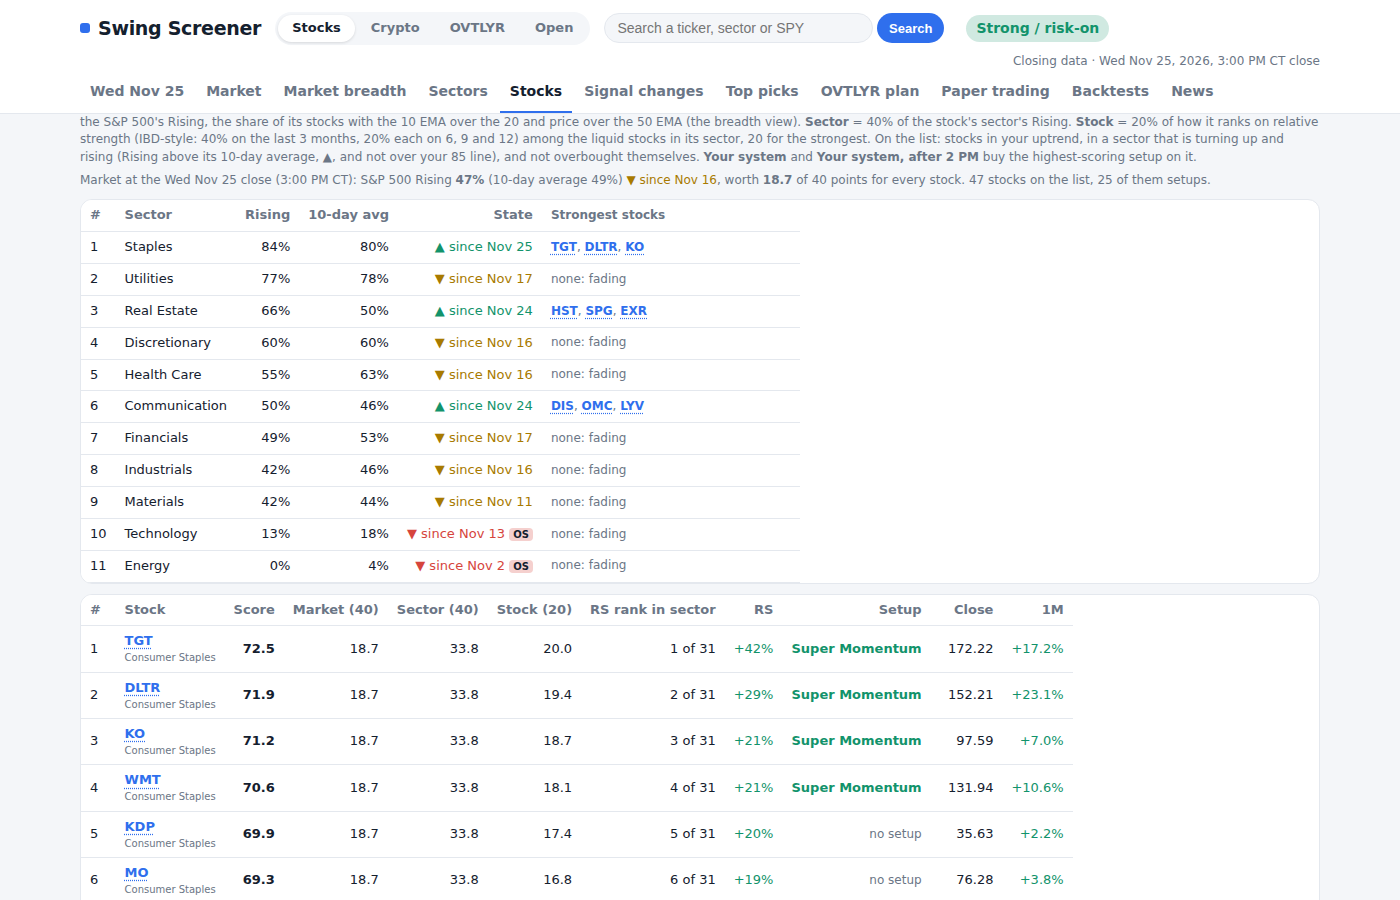 Swing Screener
Stocks Crypto OVTLYR Open
Search a ticker, sector or SPY
Search
Strong / risk-on
Closing data · Wed Nov 25, 2026, 3:00 PM CT close
Wed Nov 25 Market Market breadth Sectors Stocks Signal changes Top picks OVTLYR plan Paper trading Backtests News
the S&P 500's Rising, the share of its stocks with the 10 EMA over the 20 and price over the 50 EMA (the breadth view). Sector = 40% of the stock's sector's Rising. Stock = 20% of how it ranks on relative
strength (IBD-style: 40% on the last 3 months, 20% each on 6, 9 and 12) among the liquid stocks in its sector, 20 for the strongest. On the list: stocks in your uptrend, in a sector that is turning up and
rising (Rising above its 10-day average, ▲, and not over your 85 line), and not overbought themselves. Your system and Your system, after 2 PM buy the highest-scoring setup on it.
Market at the Wed Nov 25 close (3:00 PM CT): S&P 500 Rising 47% (10-day average 49%) ▼ since Nov 16, worth 18.7 of 40 points for every stock. 47 stocks on the list, 25 of them setups.
# Sector Rising 10-day avg State Strongest stocks
1 Staples 84% 80% ▲ since Nov 25 TGT, DLTR, KO
2 Utilities 77% 78% ▼ since Nov 17 none: fading
3 Real Estate 66% 50% ▲ since Nov 24 HST, SPG, EXR
4 Discretionary 60% 60% ▼ since Nov 16 none: fading
5 Health Care 55% 63% ▼ since Nov 16 none: fading
6 Communication 50% 46% ▲ since Nov 24 DIS, OMC, LYV
7 Financials 49% 53% ▼ since Nov 17 none: fading
8 Industrials 42% 46% ▼ since Nov 16 none: fading
9 Materials 42% 44% ▼ since Nov 11 none: fading
10 Technology 13% 18% ▼ since Nov 13 OS none: fading
11 Energy 0% 4% ▼ since Nov 2 OS none: fading
# Stock Score Market (40) Sector (40) Stock (20) RS rank in sector RS Setup Close 1M
1 TGT 72.5 18.7 33.8 20.0 1 of 31 +42% Super Momentum 172.22 +17.2%
Consumer Staples
2 DLTR 71.9 18.7 33.8 19.4 2 of 31 +29% Super Momentum 152.21 +23.1%
Consumer Staples
3 KO 71.2 18.7 33.8 18.7 3 of 31 +21% Super Momentum 97.59 +7.0%
Consumer Staples
4 WMT 70.6 18.7 33.8 18.1 4 of 31 +21% Super Momentum 131.94 +10.6%
Consumer Staples
5 KDP 69.9 18.7 33.8 17.4 5 of 31 +20% no setup 35.63 +2.2%
Consumer Staples
6 MO 69.3 18.7 33.8 16.8 6 of 31 +19% no setup 76.28 +3.8%
Consumer Staples